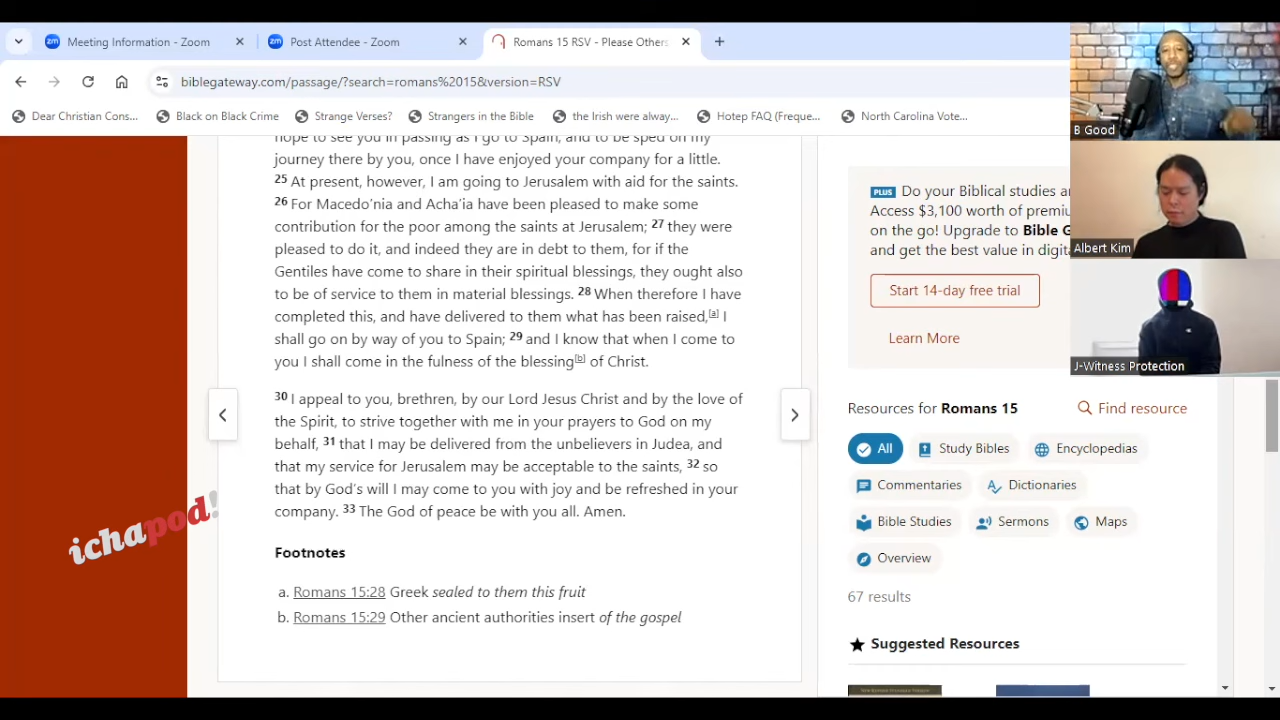 Meeting Information - Zoom
Post Attendee - Zoom
Romans 15 RSV - Please Others
biblegateway.com/passage/?search=romans%2015&version=RSV
Dear Christian Cons...
Black on Black Crime
Strange Verses?
Strangers in the Bible
the Irish were alway...
Hotep FAQ (Freque...
North Carolina Vote...
hope to see you in passing as I go to Spain, and to be sped on my
journey there by you, once I have enjoyed your company for a little.
25 At present, however, I am going to Jerusalem with aid for the saints.
26 For Macedo′nia and Acha′ia have been pleased to make some
contribution for the poor among the saints at Jerusalem; 27 they were
pleased to do it, and indeed they are in debt to them, for if the
Gentiles have come to share in their spiritual blessings, they ought also
to be of service to them in material blessings. 28 When therefore I have
completed this, and have delivered to them what has been raised,[a] I
shall go on by way of you to Spain; 29 and I know that when I come to
you I shall come in the fulness of the blessing[b] of Christ.
30 I appeal to you, brethren, by our Lord Jesus Christ and by the love of
the Spirit, to strive together with me in your prayers to God on my
behalf, 31 that I may be delivered from the unbelievers in Judea, and
that my service for Jerusalem may be acceptable to the saints, 32 so
that by God's will I may come to you with joy and be refreshed in your
company. 33 The God of peace be with you all. Amen.
Footnotes
a. Romans 15:28 Greek sealed to them this fruit
b. Romans 15:29 Other ancient authorities insert of the gospel
ichapod!
PLUS Do your Biblical studies
Access $3,100 worth of
on the go! Upgrade to Bible
and get the best value in
Start 14-day free trial
Learn More
Resources for Romans 15
Find resource
All
Study Bibles
Encyclopedias
Commentaries
Dictionaries
Bible Studies
Sermons
Maps
Overview
67 results
Suggested Resources
B Good
Albert Kim
J-Witness Protection